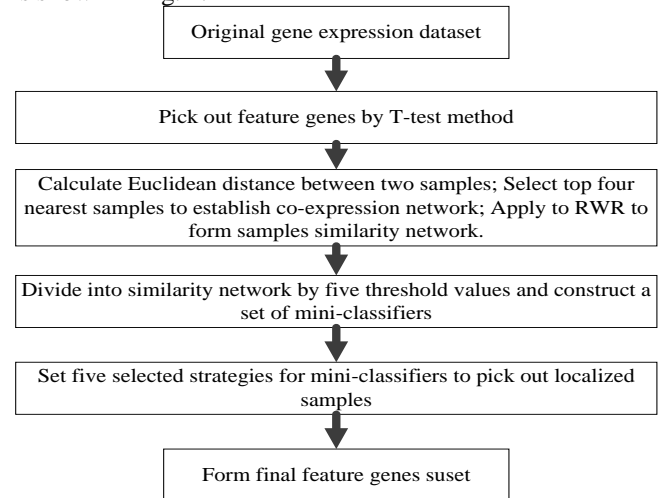 Original gene expression dataset
Pick out feature genes by T-test method
Calculate Euclidean distance between two samples; Select top four
nearest samples to establish co-expression network; Apply to RWR to
form samples similarity network.
Divide into similarity network by five threshold values and construct a
set of mini-classifiers
Set five selected strategies for mini-classifiers to pick out localized
samples
Form final feature genes suset